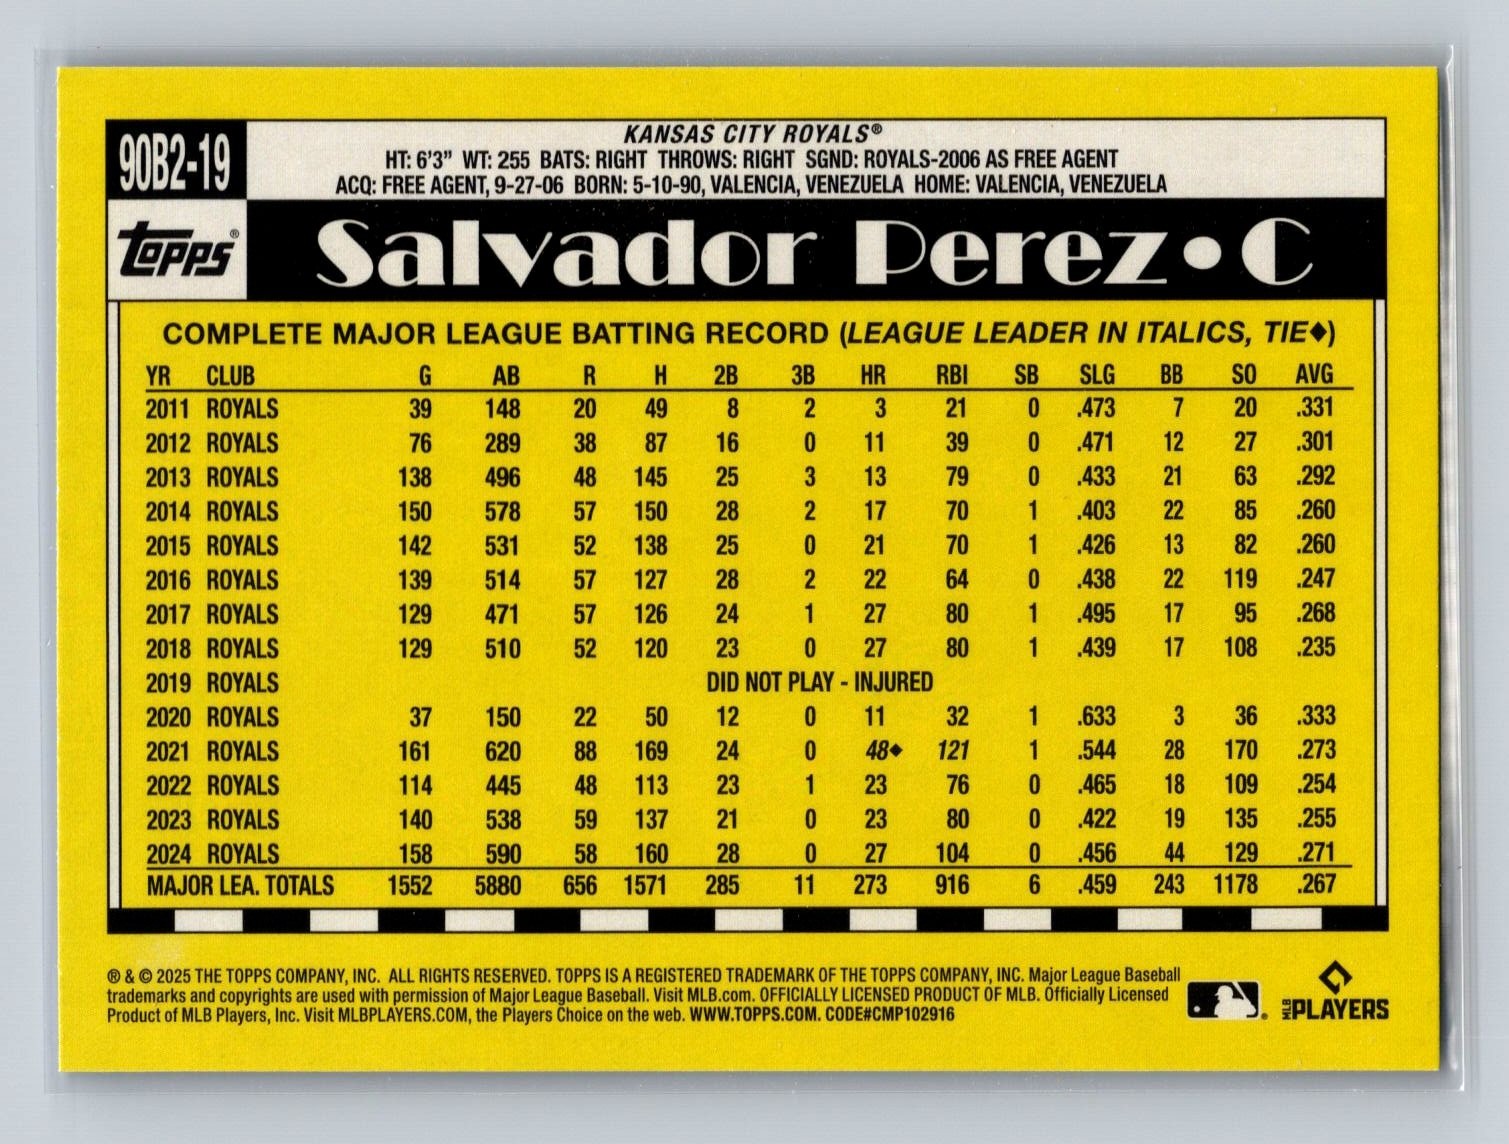 90B2-19
KANSAS CITY ROYALS®
HT: 6'3" WT: 255 BATS: RIGHT THROWS: RIGHT SGND: ROYALS-2006 AS FREE AGENT
ACQ: FREE AGENT, 9-27-06 BORN: 5-10-90, VALENCIA, VENEZUELA HOME: VALENCIA, VENEZUELA
Topps®
Salvador Perez • C
COMPLETE MAJOR LEAGUE BATTING RECORD (LEAGUE LEADER IN ITALICS, TIE◆)
YR CLUB G AB R H 2B 3B HR RBI SB SLG BB SO AVG
2011 ROYALS 39 148 20 49 8 2 3 21 0 .473 7 20 .331
2012 ROYALS 76 289 38 87 16 0 11 39 0 .471 12 27 .301
2013 ROYALS 138 496 48 145 25 3 13 79 0 .433 21 63 .292
2014 ROYALS 150 578 57 150 28 2 17 70 1 .403 22 85 .260
2015 ROYALS 142 531 52 138 25 0 21 70 1 .426 13 82 .260
2016 ROYALS 139 514 57 127 28 2 22 64 0 .438 22 119 .247
2017 ROYALS 129 471 57 126 24 1 27 80 1 .495 17 95 .268
2018 ROYALS 129 510 52 120 23 0 27 80 1 .439 17 108 .235
2019 ROYALS DID NOT PLAY - INJURED
2020 ROYALS 37 150 22 50 12 0 11 32 1 .633 3 36 .333
2021 ROYALS 161 620 88 169 24 0 48◆ 121 1 .544 28 170 .273
2022 ROYALS 114 445 48 113 23 1 23 76 0 .465 18 109 .254
2023 ROYALS 140 538 59 137 21 0 23 80 0 .422 19 135 .255
2024 ROYALS 158 590 58 160 28 0 27 104 0 .456 44 129 .271
MAJOR LEA. TOTALS 1552 5880 656 1571 285 11 273 916 6 .459 243 1178 .267
® & © 2025 THE TOPPS COMPANY, INC. ALL RIGHTS RESERVED. TOPPS IS A REGISTERED TRADEMARK OF THE TOPPS COMPANY, INC. Major League Baseball
trademarks and copyrights are used with permission of Major League Baseball. Visit MLB.com. OFFICIALLY LICENSED PRODUCT OF MLB. Officially Licensed
Product of MLB Players, Inc. Visit MLBPLAYERS.COM, the Players Choice on the web. WWW.TOPPS.COM. CODE#CMP102916
®
MLB PLAYERS